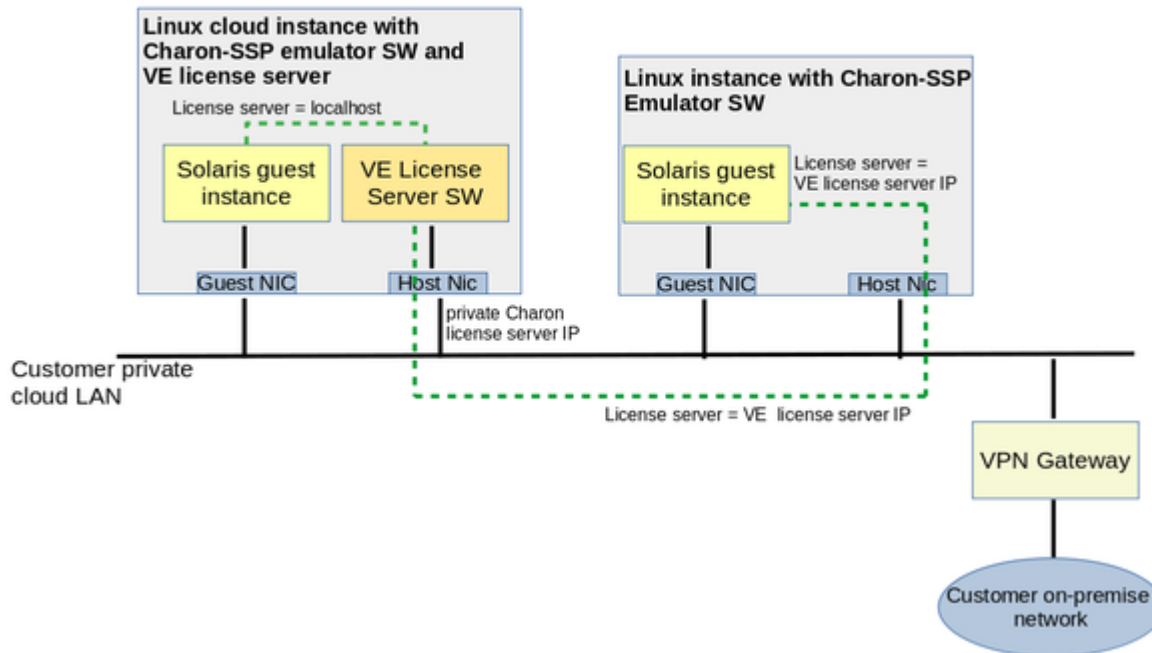 Linux cloud instance with
Charon-SSP emulator SW and
VE license server
License server = localhost
Solaris guest
instance
VE License
Server SW
Guest NIC
Host Nic
private Charon
license server IP
Linux instance with Charon-SSP
Emulator SW
Solaris guest
instance
License server =
VE license server IP
Guest NIC
Host Nic
Customer private
cloud LAN
License server = VE license server IP
VPN Gateway
Customer on-premise
network